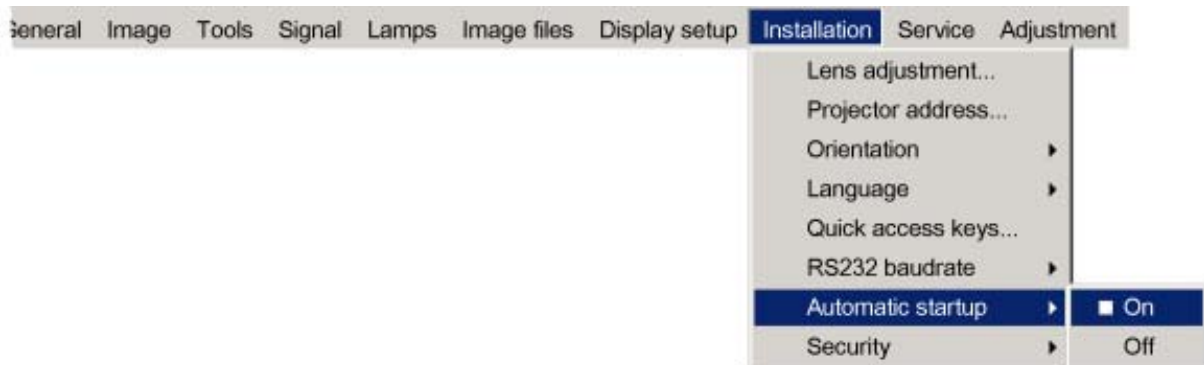 General Image Tools Signal Lamps Image files Display setup Installation Service Adjustment
Lens adjustment...
Projector address...
Orientation
Language
Quick access keys...
RS232 baudrate
Automatic startup On
Security Off